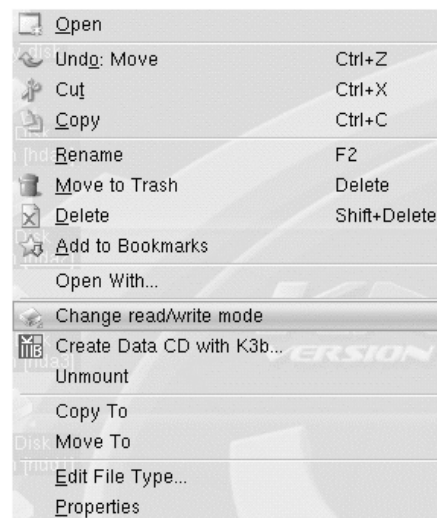 Open
Undo: Move Ctrl+Z
Cut Ctrl+X
Copy Ctrl+C
Rename F2
Move to Trash Delete
Delete Shift+Delete
Add to Bookmarks
Open With...
Change read/write mode
Create Data CD with K3b...
VERSION
Unmount
Copy To
Move To
Disk
Edit File Type...
Properties